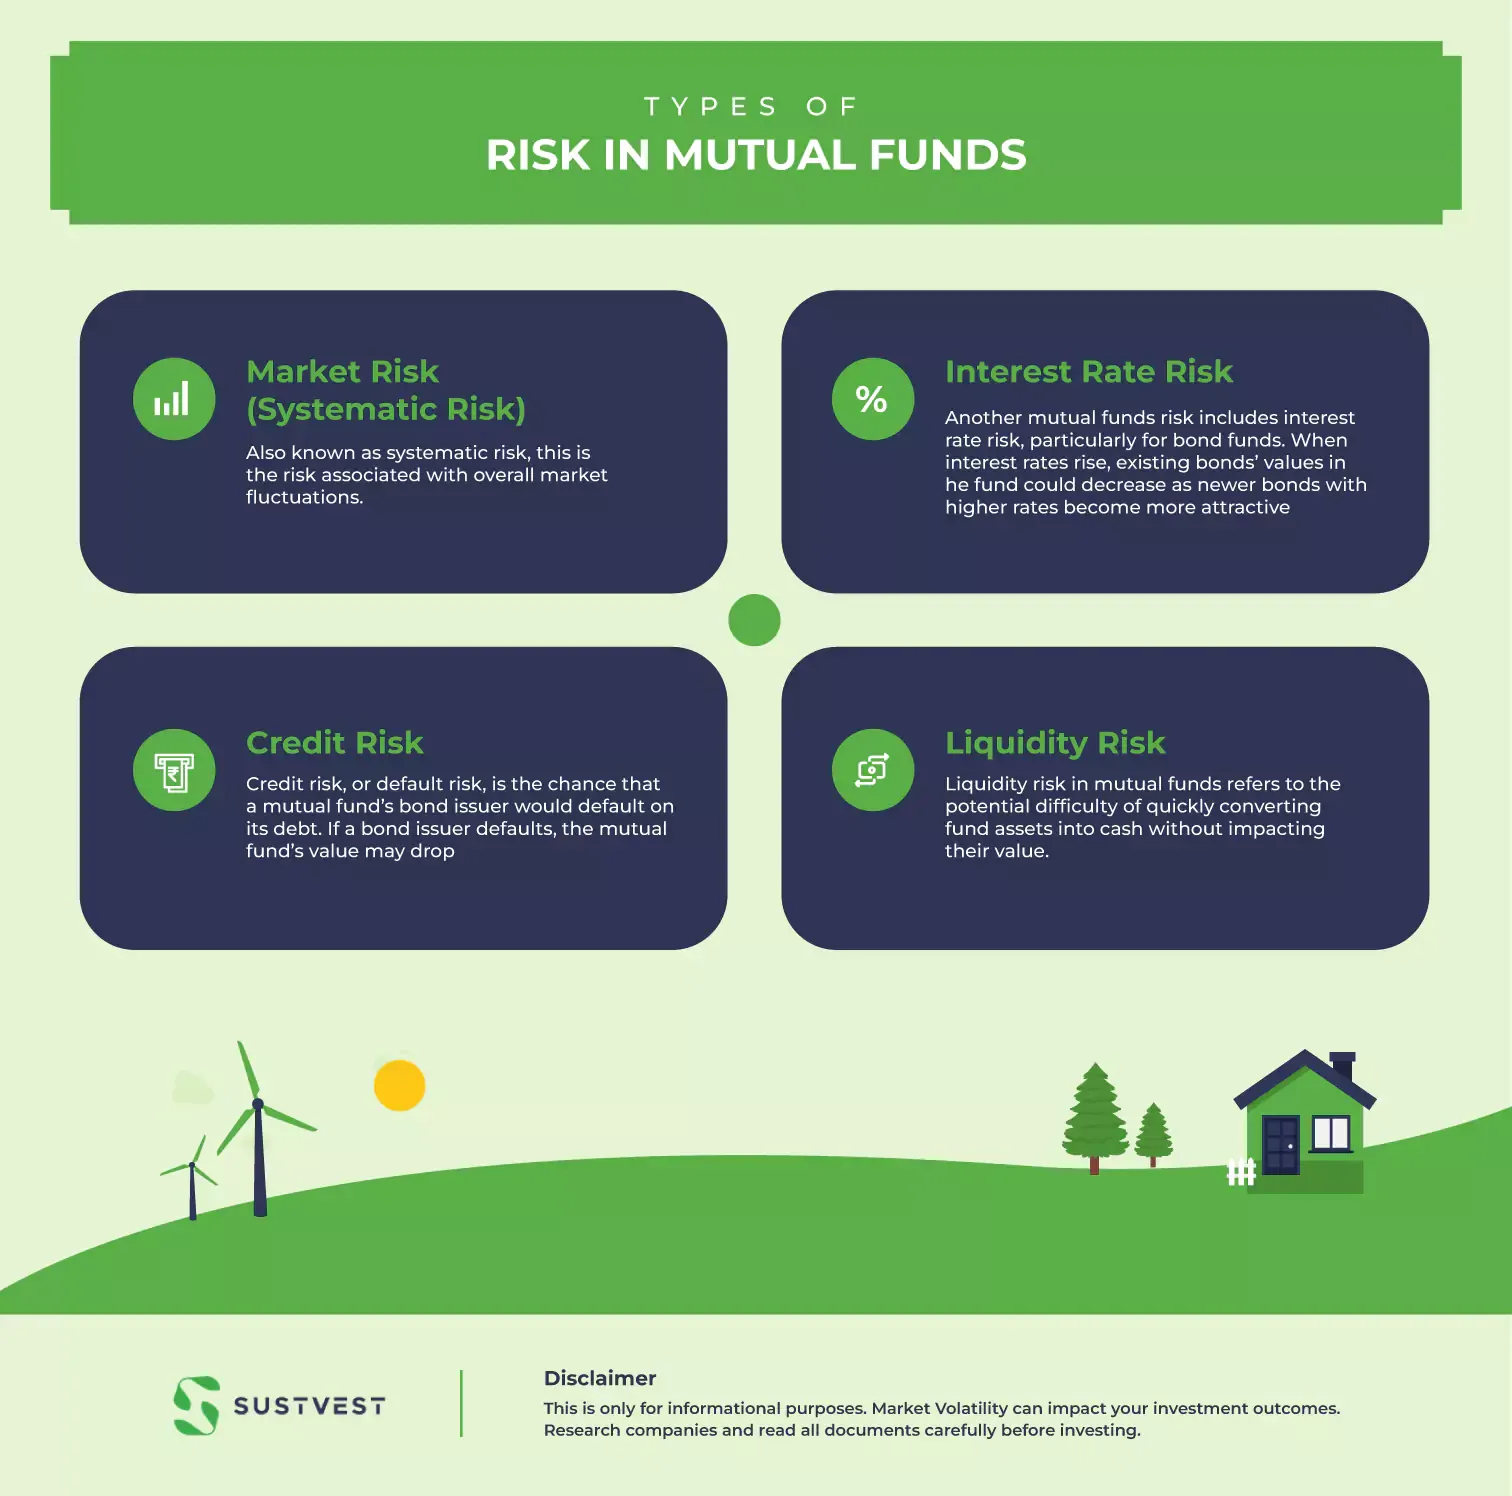 TYPES OF
RISK IN MUTUAL FUNDS
Market Risk
(Systematic Risk)
Also known as systematic risk, this is
the risk associated with overall market
fluctuations.
%
Interest Rate Risk
Another mutual funds risk includes interest
rate risk, particularly for bond funds. When
interest rates rise, existing bonds’ values in
he fund could decrease as newer bonds with
higher rates become more attractive
₹
Credit Risk
Credit risk, or default risk, is the chance that
a mutual fund’s bond issuer would default on
its debt. If a bond issuer defaults, the mutual
fund’s value may drop
Liquidity Risk
Liquidity risk in mutual funds refers to the
potential difficulty of quickly converting
fund assets into cash without impacting
their value.
SUSTVEST
Disclaimer
This is only for informational purposes. Market Volatility can impact your investment outcomes.
Research companies and read all documents carefully before investing.